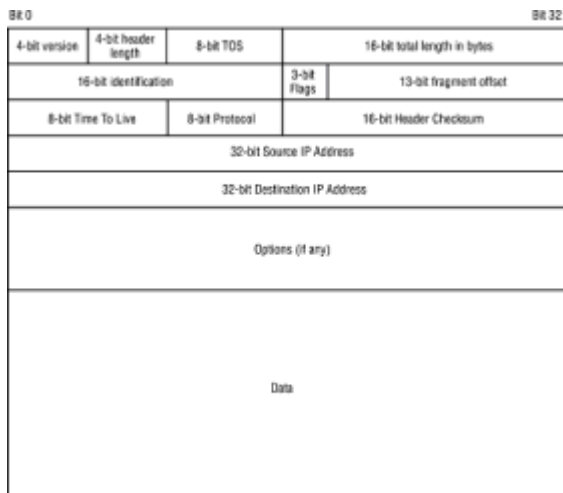 Bit 0 Bit 32
4-bit version 4-bit header length 8-bit TOS 16-bit total length in bytes
16-bit identification 3-bit Flags 13-bit fragment offset
8-bit Time To Live 8-bit Protocol 16-bit Header Checksum
32-bit Source IP Address
32-bit Destination IP Address
Options (if any)
Data